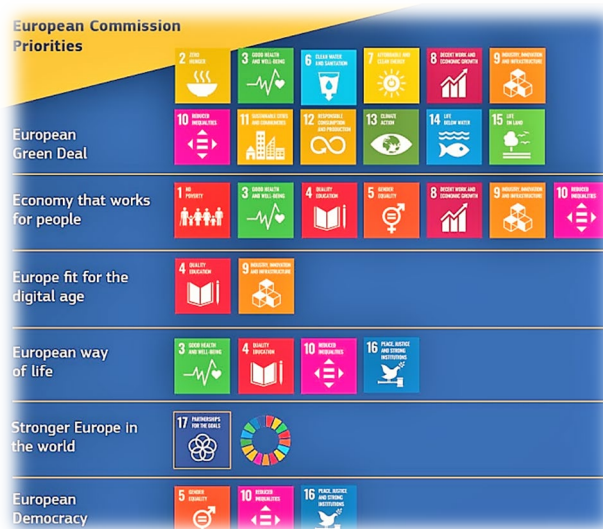 European Commission
Priorities
2 ZERO HUNGER
3 GOOD HEALTH AND WELL-BEING
6 CLEAN WATER AND SANITATION
7 AFFORDABLE AND CLEAN ENERGY
8 DECENT WORK AND ECONOMIC GROWTH
9 INDUSTRY, INNOVATION AND INFRASTRUCTURE
10 REDUCED INEQUALITIES
11 SUSTAINABLE CITIES AND COMMUNITIES
12 RESPONSIBLE CONSUMPTION AND PRODUCTION
13 CLIMATE ACTION
14 LIFE BELOW WATER
15 LIFE ON LAND
European
Green Deal
Economy that works
for people
1 NO POVERTY
3 GOOD HEALTH AND WELL-BEING
4 QUALITY EDUCATION
5 GENDER EQUALITY
8 DECENT WORK AND ECONOMIC GROWTH
9 INDUSTRY, INNOVATION AND INFRASTRUCTURE
10 REDUCED INEQUALITIES
Europe fit for the
digital age
4 QUALITY EDUCATION
9 INDUSTRY, INNOVATION AND INFRASTRUCTURE
European way
of life
3 GOOD HEALTH AND WELL-BEING
4 QUALITY EDUCATION
10 REDUCED INEQUALITIES
16 PEACE, JUSTICE AND STRONG INSTITUTIONS
Stronger Europe in
the world
17 PARTNERSHIPS FOR THE GOALS
European
Democracy
5 GENDER EQUALITY
10 REDUCED INEQUALITIES
16 PEACE, JUSTICE AND STRONG INSTITUTIONS